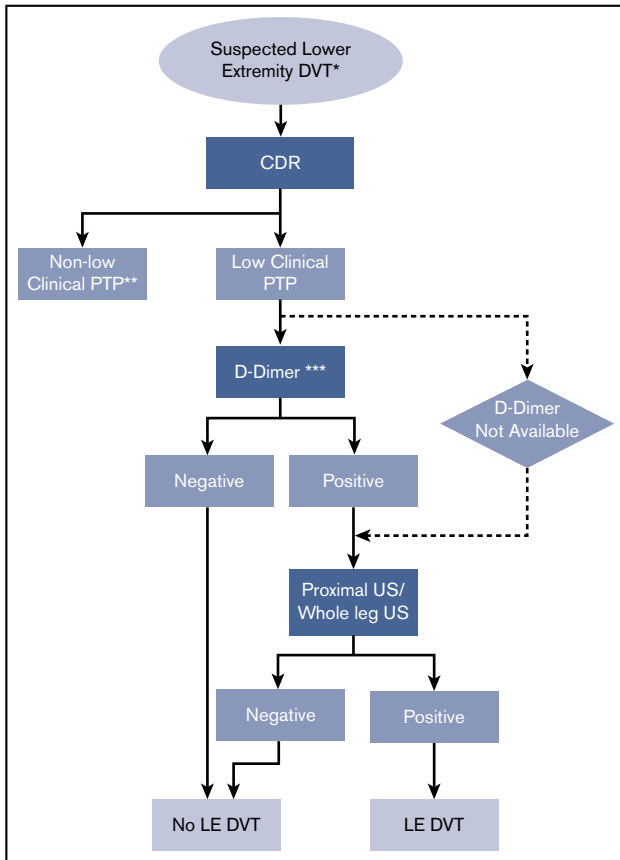 Suspected Lower
Extremity DVT*
CDR
Non-low
Clinical PTP**
Low Clinical
PTP
D-Dimer ***
D-Dimer
Not Available
Negative
Positive
Proximal US/
Whole leg US
Negative
Positive
No LE DVT
LE DVT